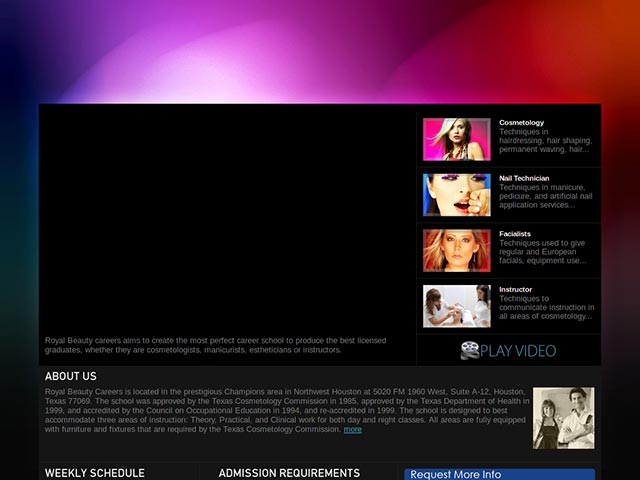 Cosmetology
Techniques in
hairdressing, hair shaping,
permanent waving, hair...
Nail Technician
Techniques in manicure,
pedicure, and artificial nail
application services...
Facialists
Techniques used to give
regular and European
facials, equipment use...
Instructor
Techniques to
communicate instruction in
all areas of cosmetology...
PLAY VIDEO
Royal Beauty careers aims to create the most perfect career school to produce the best licensed
graduates, whether they are cosmetologists, manicurists, estheticians or instructors.
ABOUT US
Royal Beauty Careers is located in the prestigious Champions area in Northwest Houston at 5020 FM 1960 West, Suite A-12, Houston,
Texas 77069. The school was approved by the Texas Cosmetology Commission in 1985, approved by the Texas Department of Health in
1999, and accredited by the Council on Occupational Education in 1994, and re-accredited in 1999. The school is designed to best
accommodate three areas of instruction: Theory, Practical, and Clinical work for both day and night classes. All areas are fully equipped
with furniture and fixtures that are required by the Texas Cosmetology Commission. more
WEEKLY SCHEDULE
ADMISSION REQUIREMENTS
Request More Info